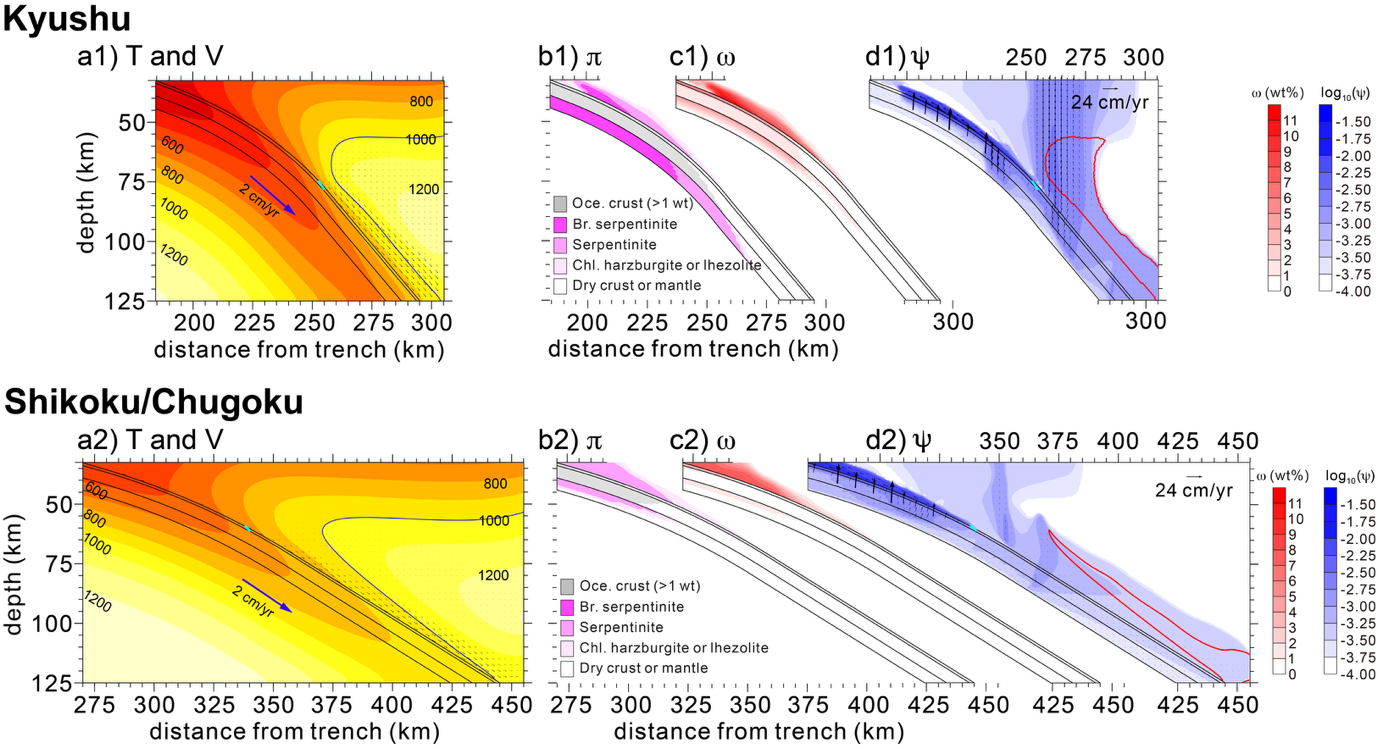 Kyushu
a1) T and V
b1) π
c1) ω
d1) ψ
250 275 300
ω (wt%)
log10(ψ)
24 cm/yr
800
1000
1200
600
800
1000
1200
2 cm/yr
50
75
100
125
depth (km)
200 225 250 275 300
distance from trench (km)
Oce. crust (>1 wt)
Br. serpentinite
Serpentinite
Chl. harzburgite or lhezolite
Dry crust or mantle
200 225 250 275 300
distance from trench (km)
300
300
11
10
9
8
7
6
5
4
3
2
1
0
-1.50
-2.00
-2.25
-2.50
-2.75
-3.00
-3.25
-3.50
-3.75
-4.00
Shikoku/Chugoku
a2) T and V
b2) π
c2) ω
d2) ψ
350 375 400 425 450
ω (wt%)
log10(ψ)
24 cm/yr
800
1000
1200
600
800
1000
1200
2 cm/yr
50
75
100
125
depth (km)
275 300 325 350 375 400 425 450
distance from trench (km)
Oce. crust (>1 wt)
Br. serpentinite
Serpentinite
Chl. harzburgite or lhezolite
Dry crust or mantle
275 300 325 350 375 400 425 450
distance from trench (km)
450
425 450
11
10
9
8
7
6
5
4
3
2
1
0
-1.50
-2.00
-2.25
-2.50
-2.75
-3.00
-3.25
-3.50
-3.75
-4.00